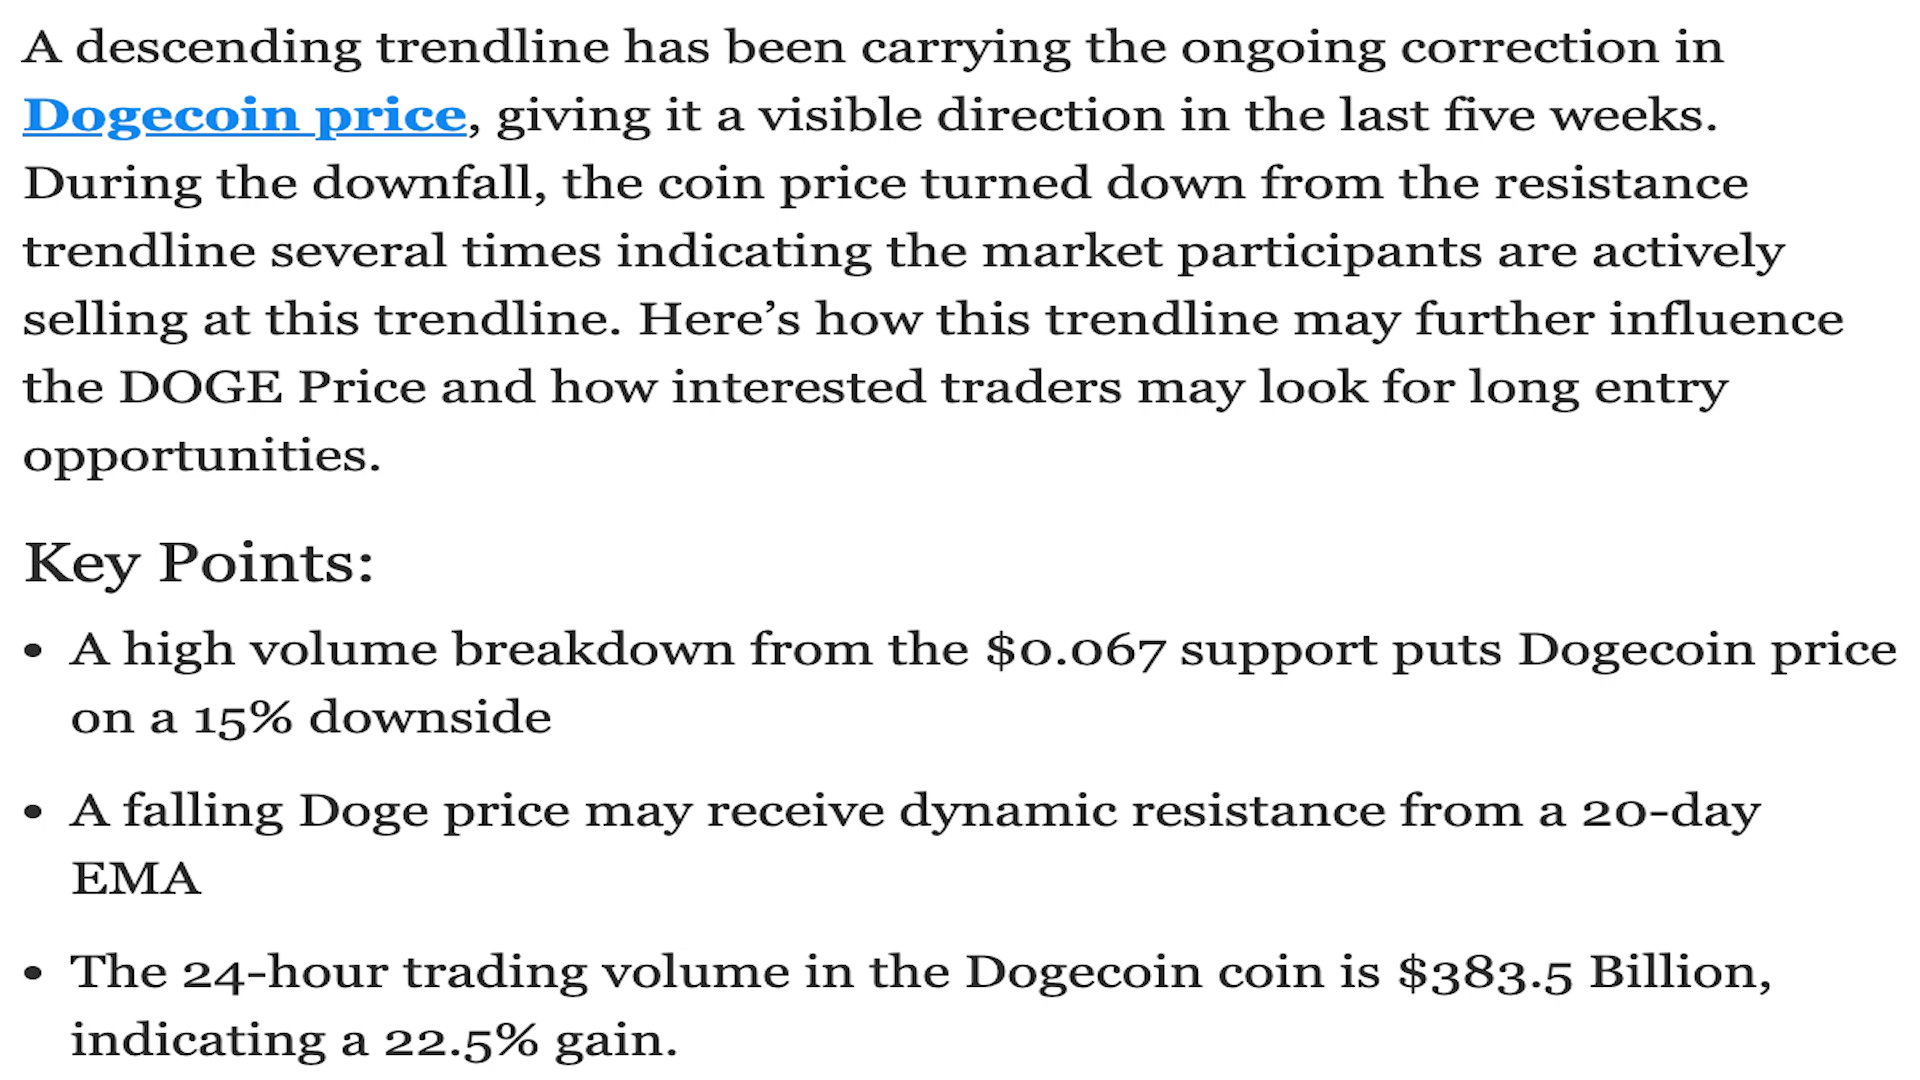 A descending trendline has been carrying the ongoing correction in
Dogecoin price, giving it a visible direction in the last five weeks.
During the downfall, the coin price turned down from the resistance
trendline several times indicating the market participants are actively
selling at this trendline. Here’s how this trendline may further influence
the DOGE Price and how interested traders may look for long entry
opportunities.
Key Points:
• A high volume breakdown from the $0.067 support puts Dogecoin price
on a 15% downside
• A falling Doge price may receive dynamic resistance from a 20-day
EMA
• The 24-hour trading volume in the Dogecoin coin is $383.5 Billion,
indicating a 22.5% gain.